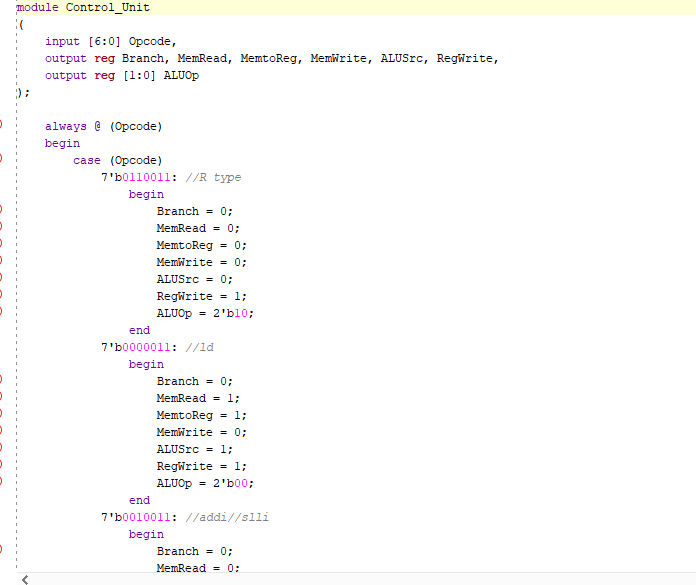 module Control_Unit
(
input [6:0] Opcode,
output reg Branch, MemRead, MemtoReg, MemWrite, ALUSrc, RegWrite,
output reg [1:0] ALUOp
);
always @ (Opcode)
begin
case (Opcode)
7'b0110011: //R type
begin
Branch = 0;
MemRead = 0;
MemtoReg = 0;
MemWrite = 0;
ALUSrc = 0;
RegWrite = 1;
ALUOp = 2'b10;
end
7'b0000011: //ld
begin
Branch = 0;
MemRead = 1;
MemtoReg = 1;
MemWrite = 0;
ALUSrc = 1;
RegWrite = 1;
ALUOp = 2'b00;
end
7'b0010011: //addi//slli
begin
Branch = 0;
MemRead = 0;